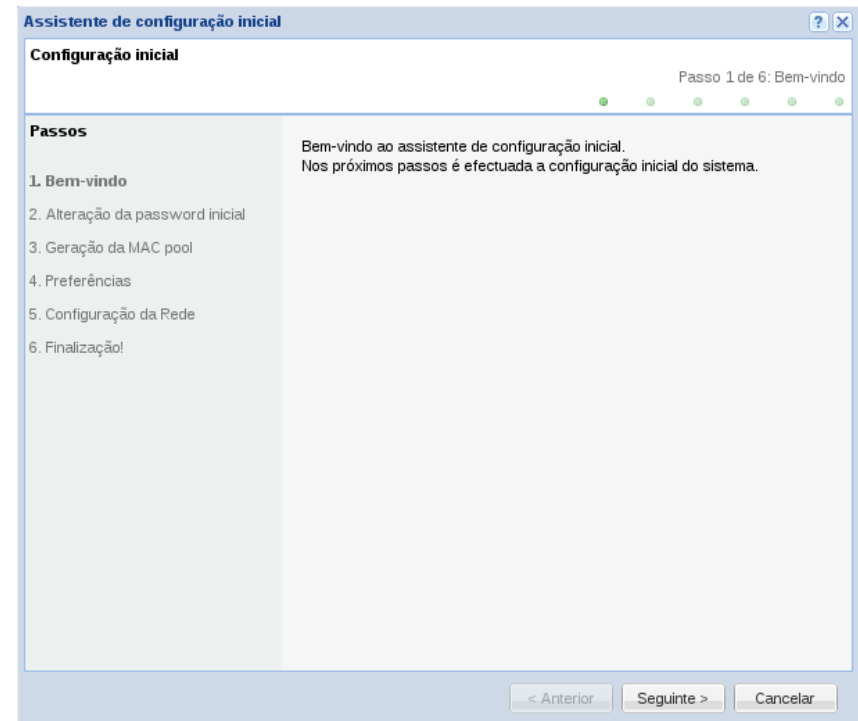 Assistente de configuração inicial
Configuração inicial
Passo 1 de 6: Bem-vindo
Passos
1. Bem-vindo
2. Alteração da password inicial
3. Geração da MAC pool
4. Preferências
5. Configuração da Rede
6. Finalização!
Bem-vindo ao assistente de configuração inicial.
Nos próximos passos é efectuada a configuração inicial do sistema.
< Anterior
Seguinte >
Cancelar